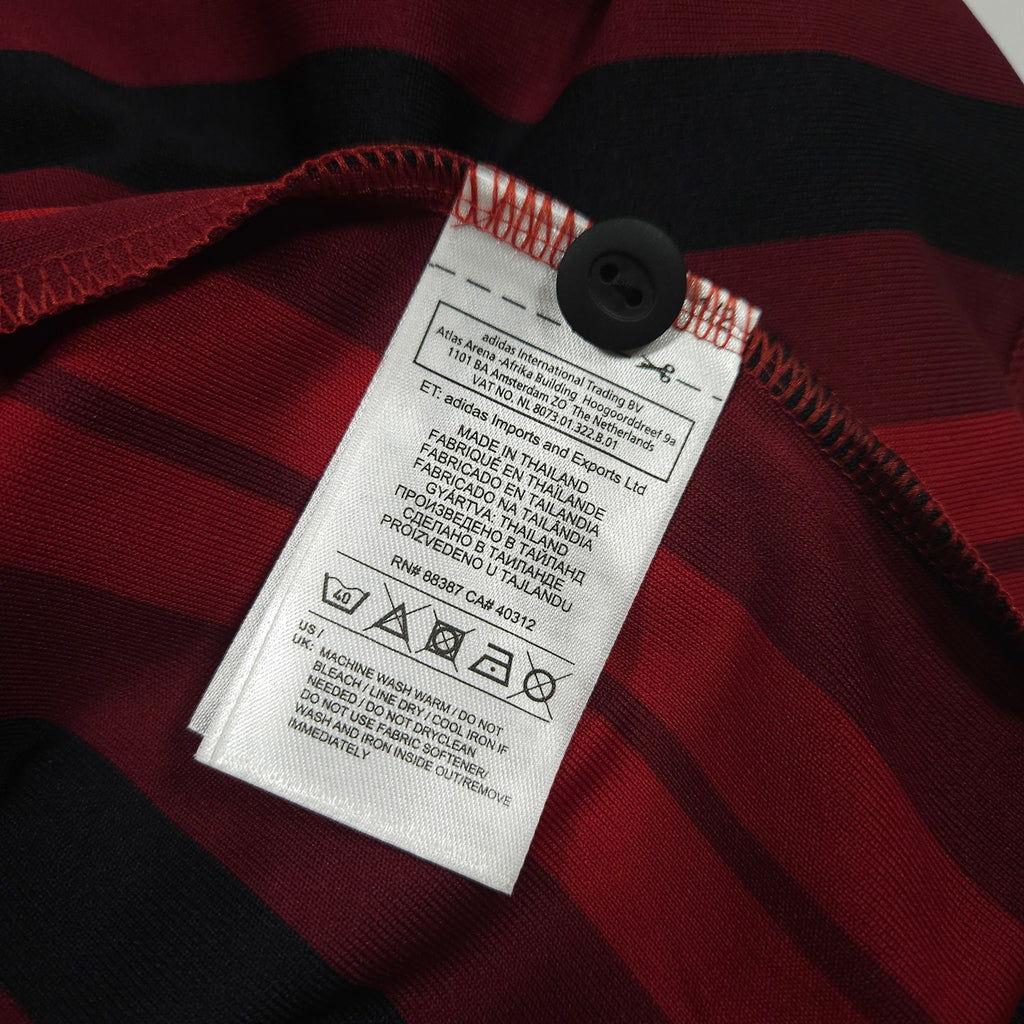 adidas International Trading BV
Atlas Arena -Afrika Building Hoogoorddreef 9a
1101 BA Amsterdam ZO The Netherlands
VAT NO. NL 8073.01.322.B.01
ET: adidas Imports and Exports Ltd
MADE IN THAILAND
FABRIQUÉ EN THAÏLANDE
FABRICADO EN TAILANDIA
FABRICADO NA TAILÂNDIA
GYÁRTVA: THAILAND
ПРОИЗВЕДЕНО В ТАЙЛАНД
СДЕЛАНО В ТАИЛАНДЕ
PROIZVEDENO U TAJLANDU
RN# 88387 CA# 40312
40
US /
UK: MACHINE WASH WARM / DO NOT
BLEACH / LINE DRY / COOL IRON IF
NEEDED / DO NOT DRYCLEAN
DO NOT USE FABRIC SOFTENER/
WASH AND IRON INSIDE OUT/REMOVE
IMMEDIATELY